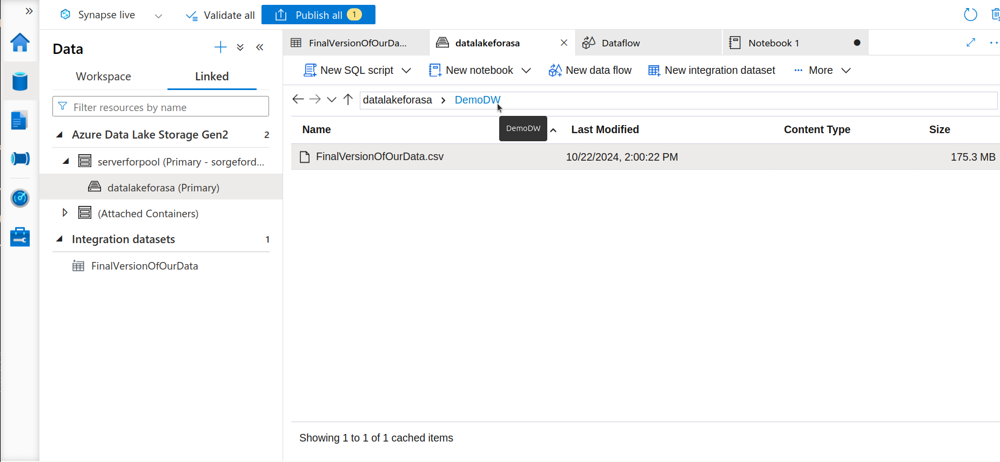 Synapse live
Validate all
Publish all 1
Data
Workspace
Linked
Filter resources by name
Azure Data Lake Storage Gen2 2
serverforpool (Primary - sorgeford...
datalakeforasa (Primary)
(Attached Containers)
Integration datasets 1
FinalVersionOfOurData
FinalVersionOfOurDa...
datalakeforasa
Dataflow
Notebook 1
New SQL script
New notebook
New data flow
New integration dataset
More
datalakeforasa > DemoDW
DemoDW
Name Last Modified Content Type Size
FinalVersionOfOurData.csv 10/22/2024, 2:00:22 PM 175.3 MB
Showing 1 to 1 of 1 cached items